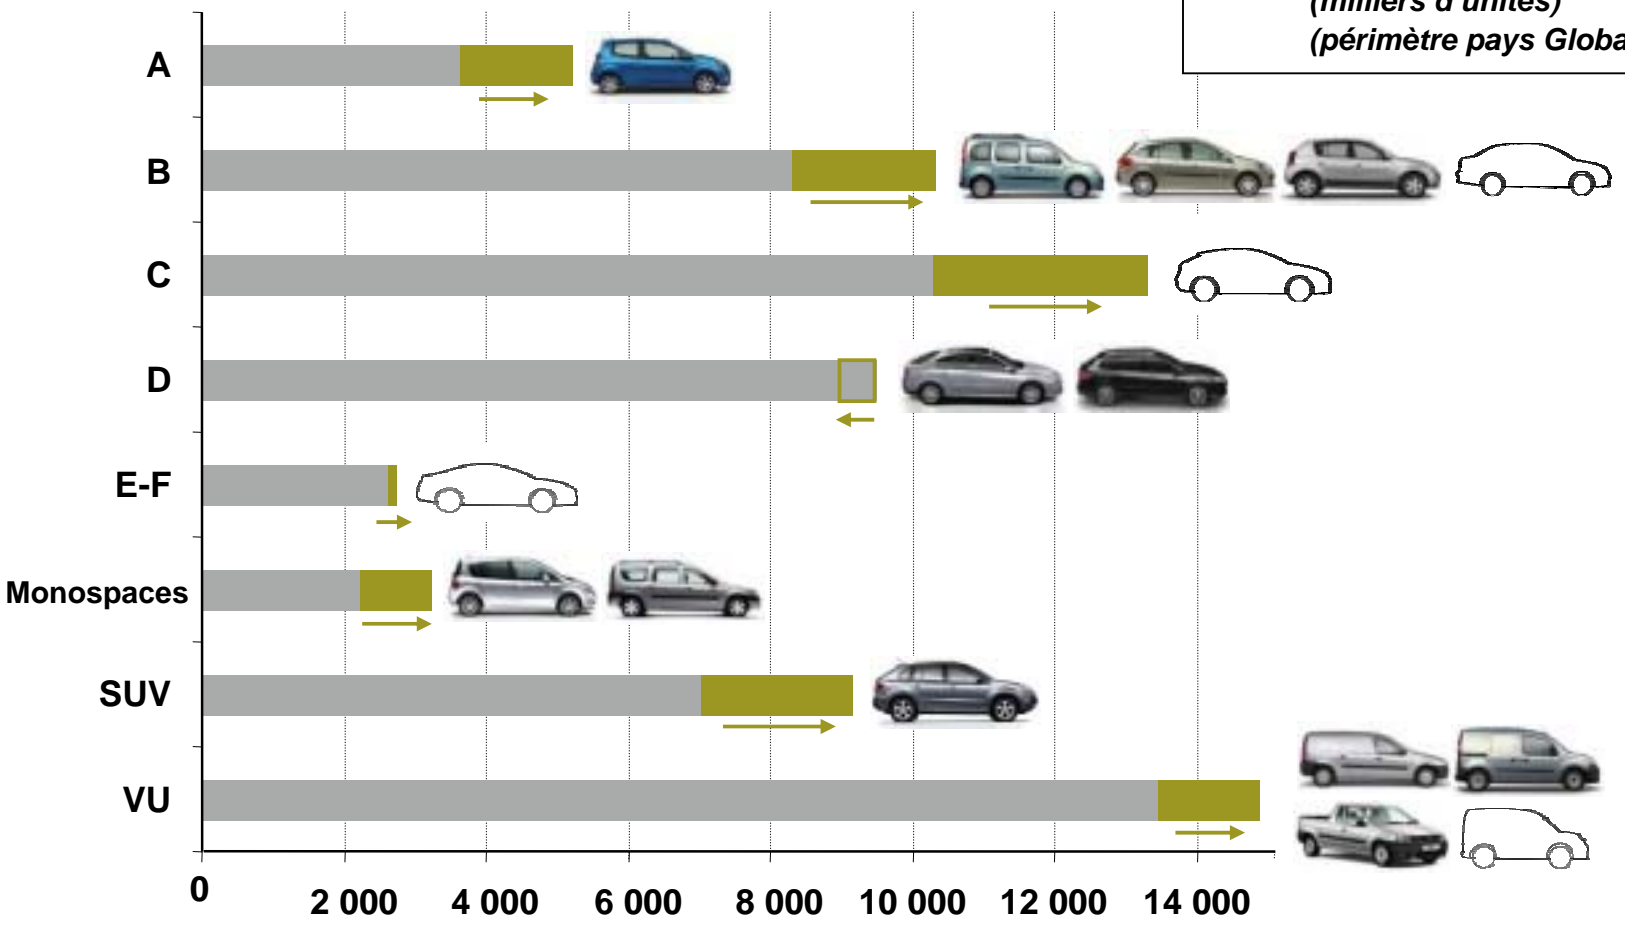 (milliers d'unités)
(périmètre pays
A
B
C
D
E-F
Monospaces
SUV
VU
0
2 000
4 000
6 000
8 000
10 000
12 000
14 000